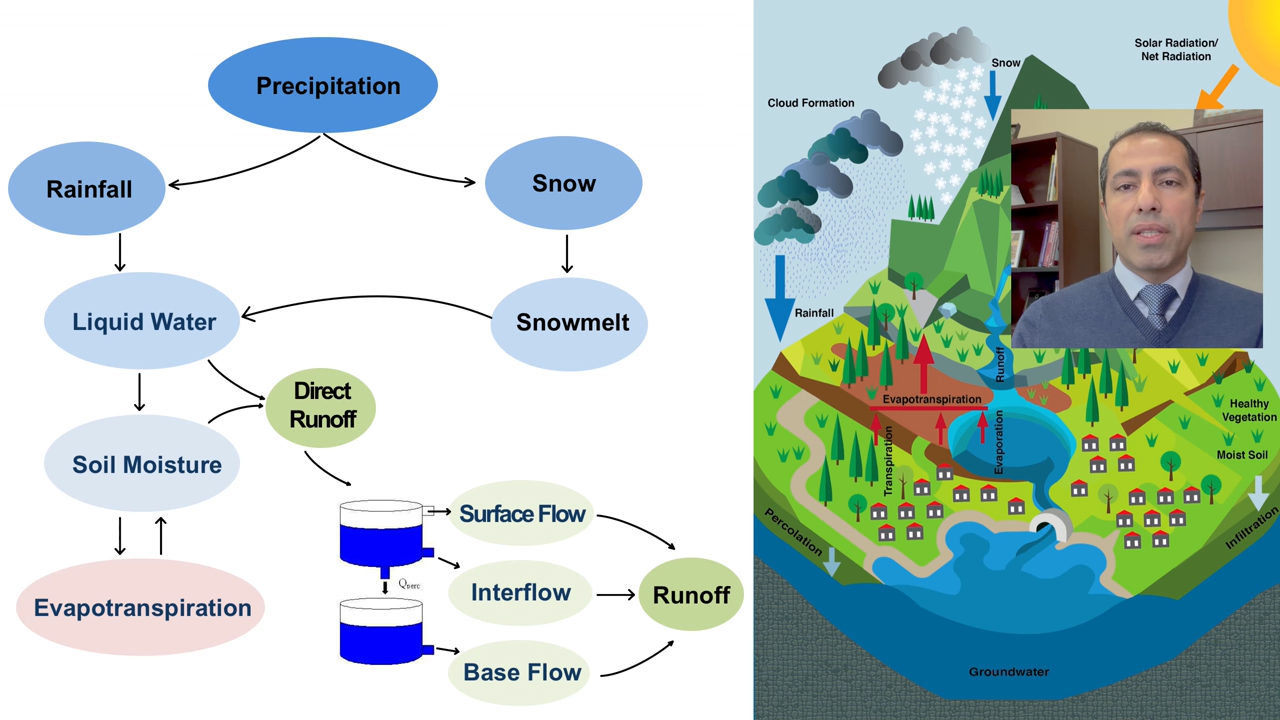 Precipitation
Rainfall
Snow
Liquid Water
Snowmelt
Direct
Runoff
Soil Moisture
Evapotranspiration
Qperc
Surface Flow
Interflow
Base Flow
Runoff
Solar Radiation/
Net Radiation
Snow
Cloud Formation
Rainfall
Runoff
Evapotranspiration
Transpiration
Evaporation
Healthy
Vegetation
Moist Soil
Percolation
Infiltration
Groundwater